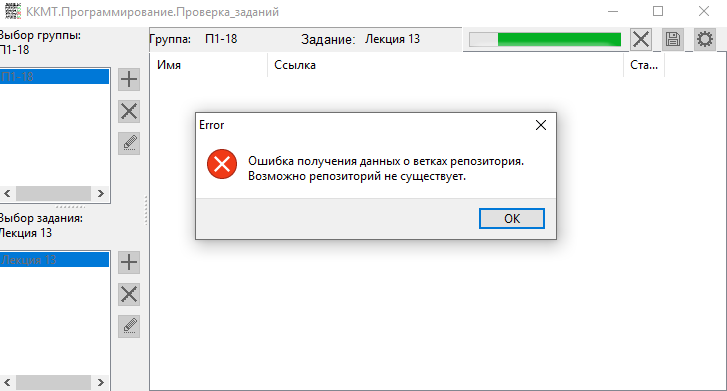 ККМТ.Программирование.Проверка_заданий
Выбор группы:
П1-18
П1-18
Группа: П1-18 Задание: Лекция 13
Имя Ссылка Ста...
Error
Ошибка получения данных о ветках репозитория.
Возможно репозиторий не существует.
OK
Выбор задания:
Лекция 13
Лекция 13